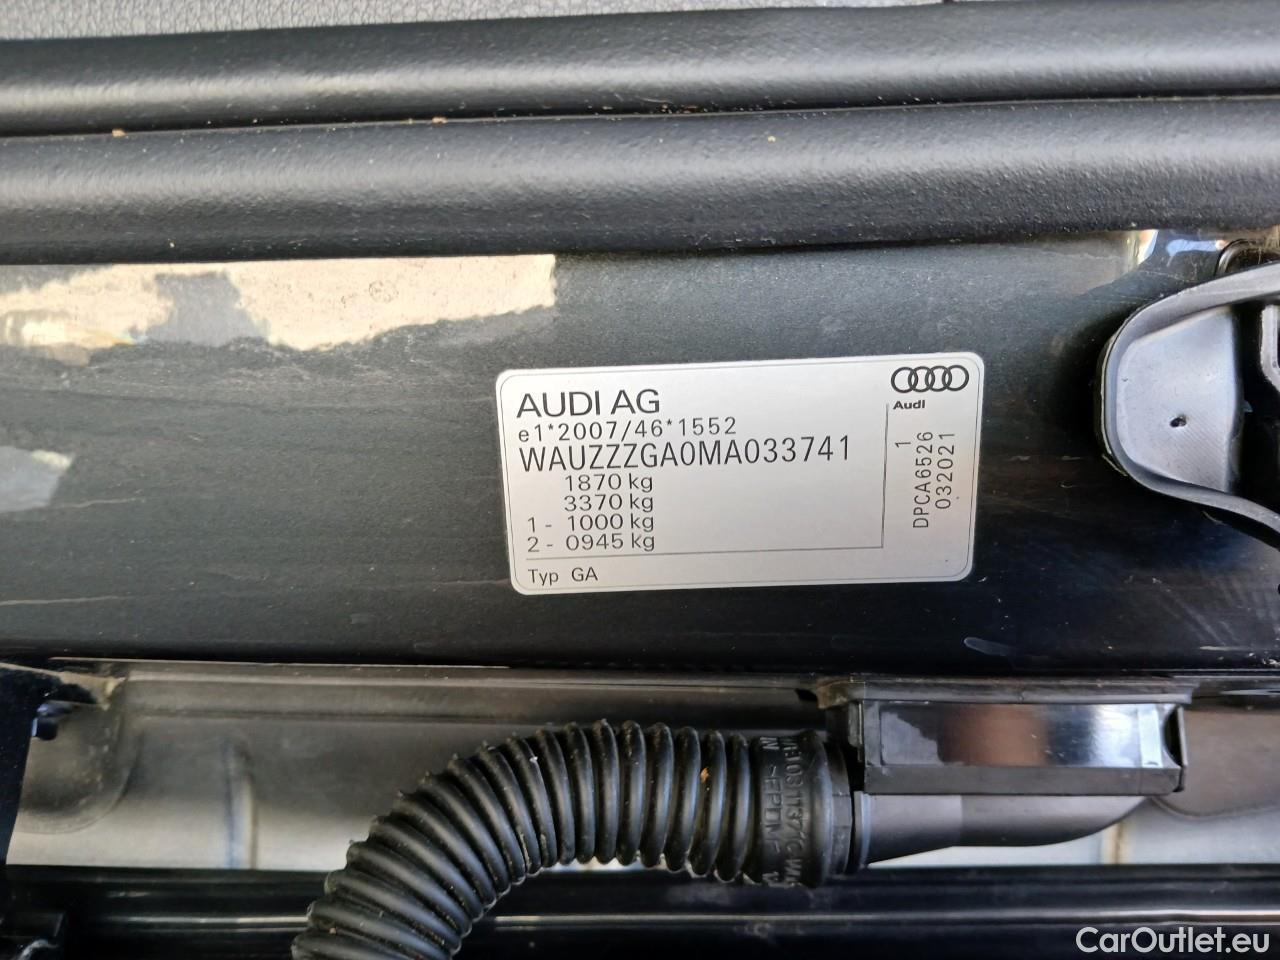 AUDI AG
Audi
e1*2007/46*1552
WAUZZZGA0MA033741
1870 kg
3370 kg
1 - 1000 kg
2 - 0945 kg
Typ GA
1
DPCA6526
032021
>EPDM<
CarOutlet.eu